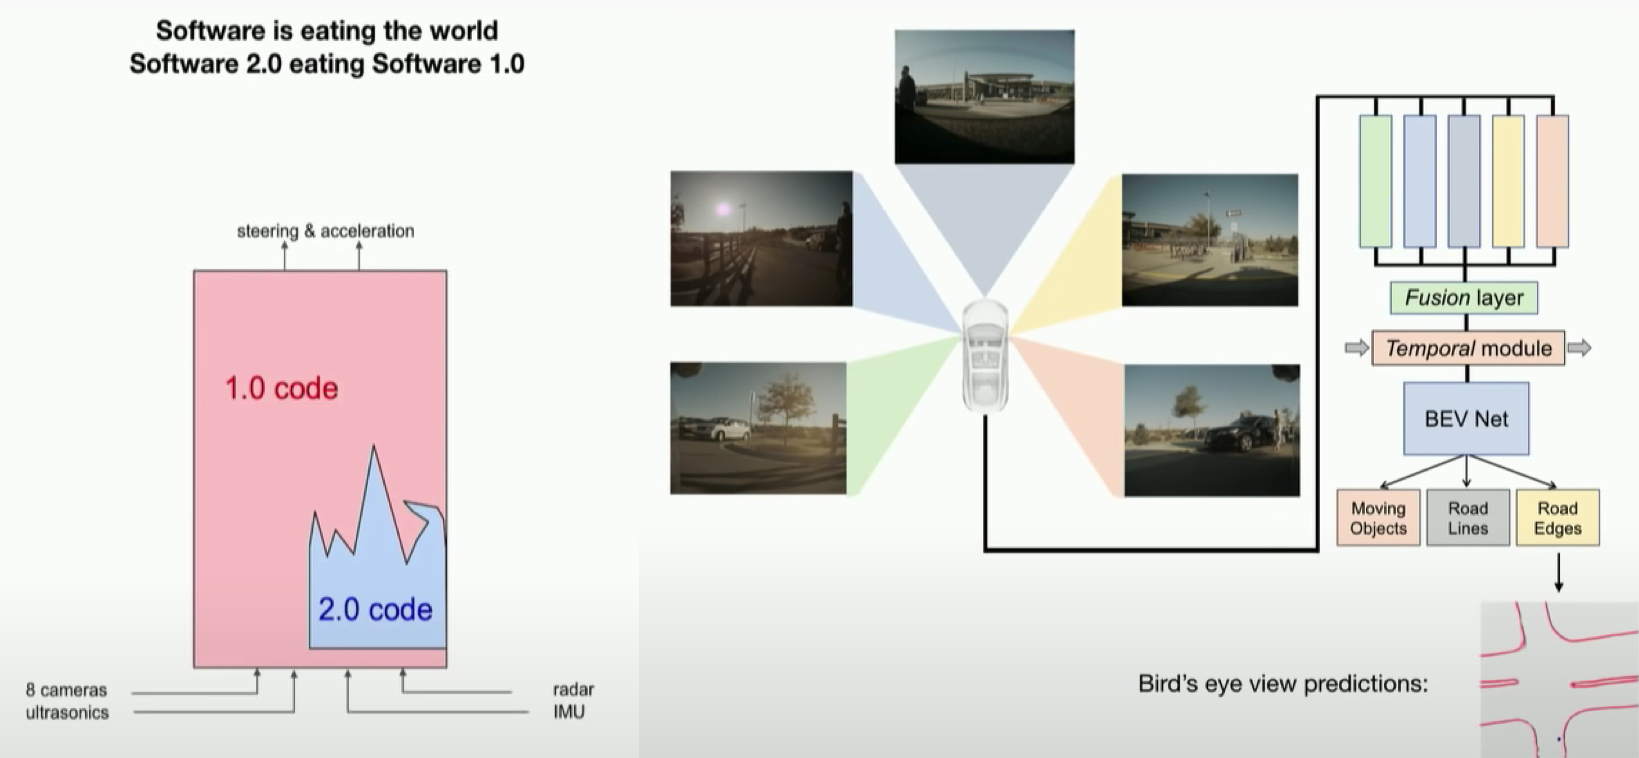 Software is eating the world
Software 2.0 eating Software 1.0
steering & acceleration
1.0 code
2.0 code
8 cameras
ultrasonics
radar
IMU
Fusion layer
Temporal module
BEV Net
Moving
Objects
Road
Lines
Road
Edges
Bird's eye view predictions: